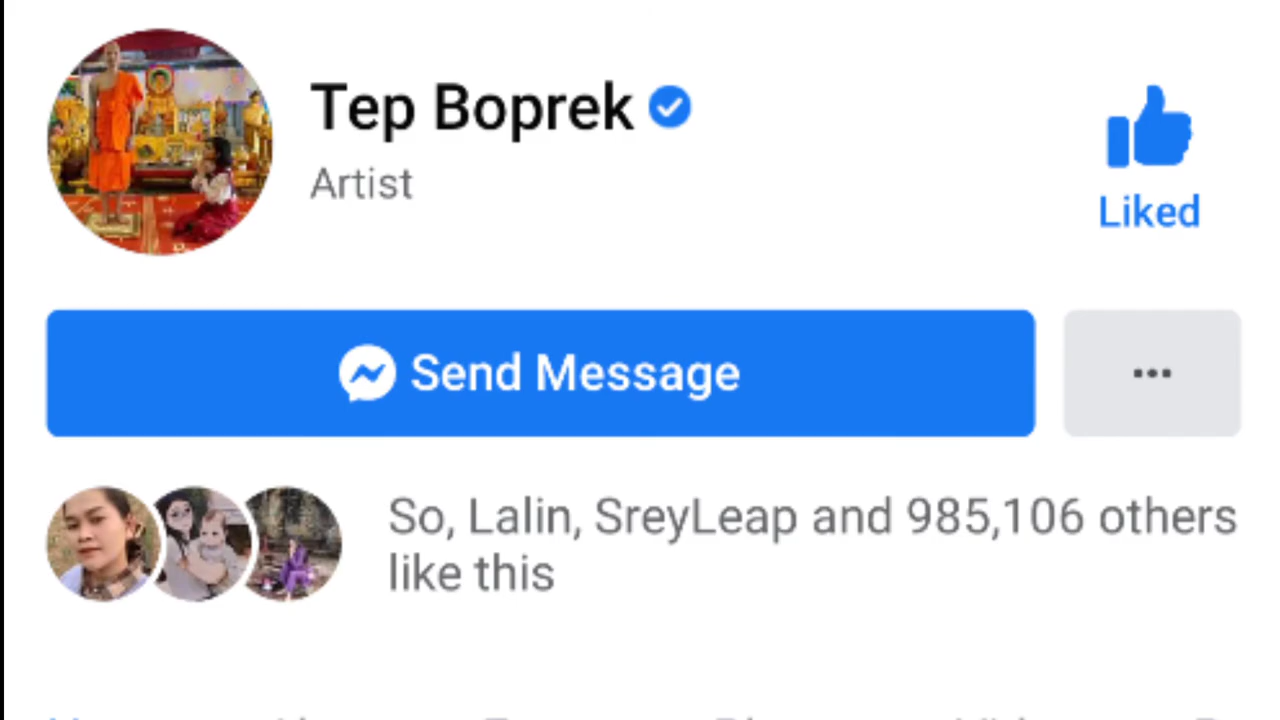 Tep Boprek
Artist
Liked
Send Message
So, Lalin, SreyLeap and 985,106 others
like this